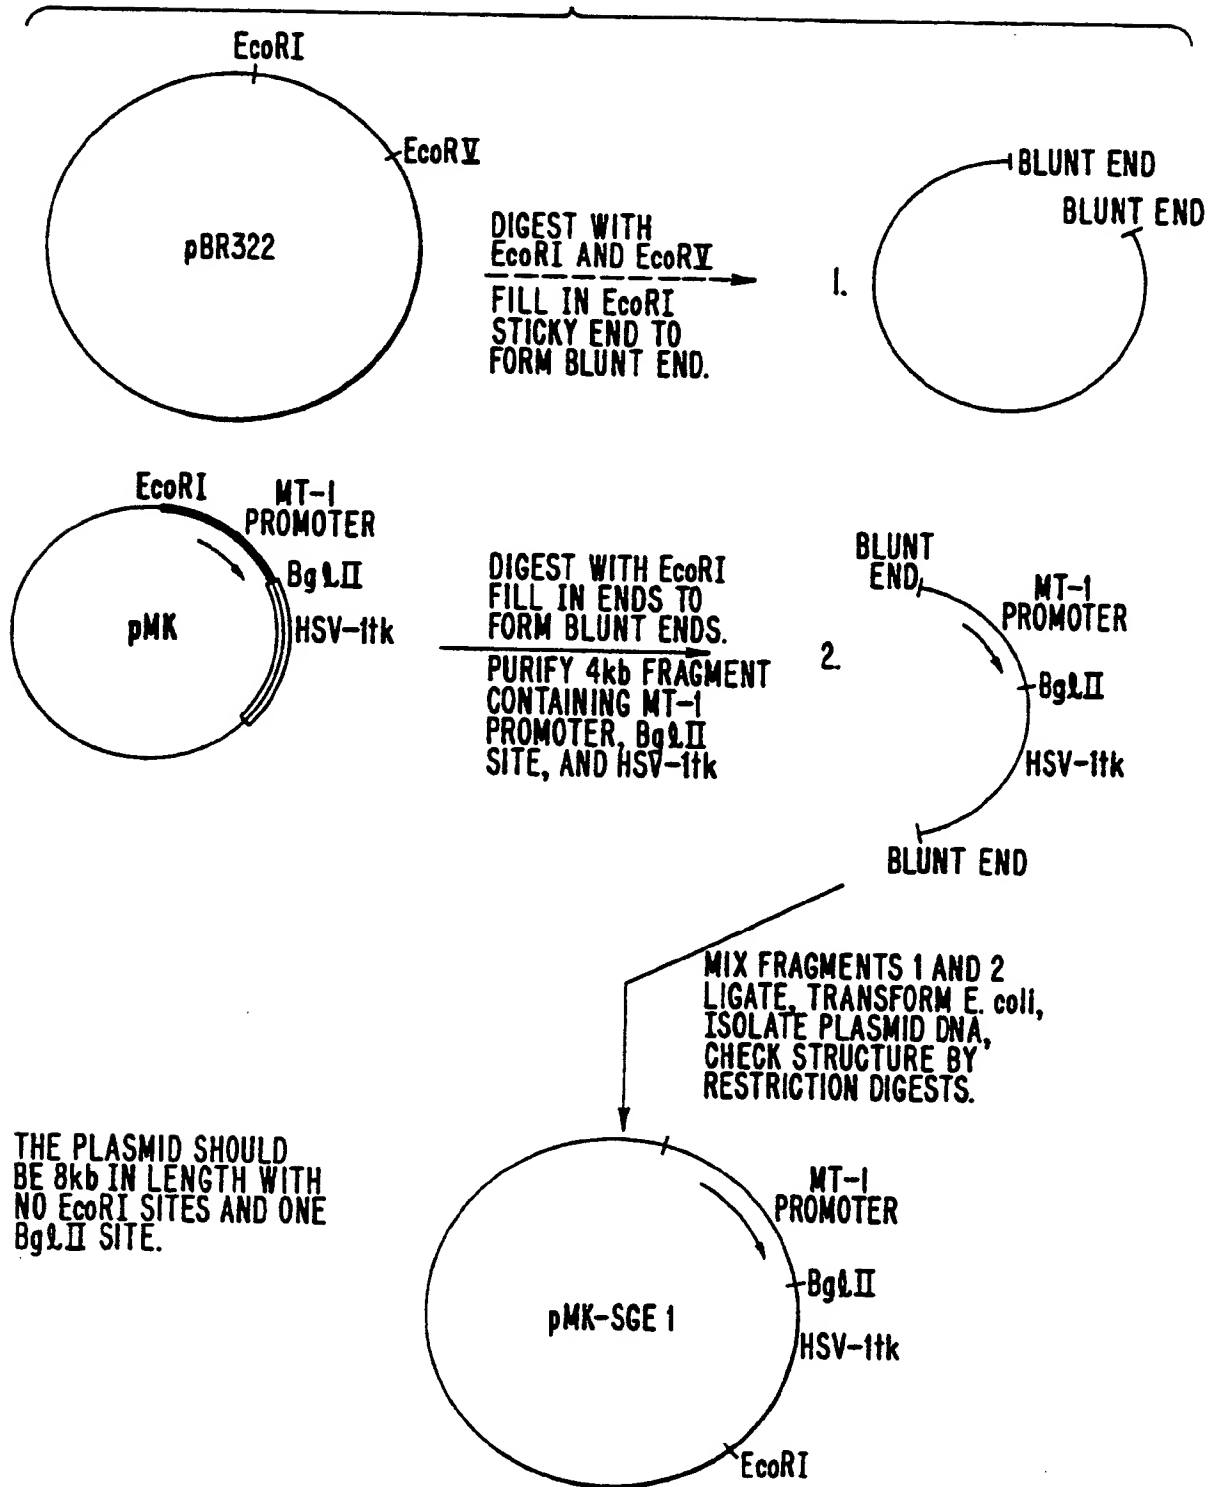 EcoRI
EcoRV
pBR322
DIGEST WITH
EcoRI AND EcoRV
FILL IN EcoRI
STICKY END TO
FORM BLUNT END.
1.
BLUNT END
BLUNT END
EcoRI
MT-1
PROMOTER
BglII
HSV-1tk
pMK
DIGEST WITH EcoRI
FILL IN ENDS TO
FORM BLUNT ENDS.
PURIFY 4kb FRAGMENT
CONTAINING MT-1
PROMOTER, BglII
SITE, AND HSV-1tk
2.
BLUNT
END
MT-1
PROMOTER
BglII
HSV-1tk
BLUNT END
MIX FRAGMENTS 1 AND 2
LIGATE, TRANSFORM E. coli,
ISOLATE PLASMID DNA,
CHECK STRUCTURE BY
RESTRICTION DIGESTS.
THE PLASMID SHOULD
BE 8kb IN LENGTH WITH
NO EcoRI SITES AND ONE
BglII SITE.
MT-1
PROMOTER
BglII
HSV-1tk
pMK-SGE 1
EcoRI